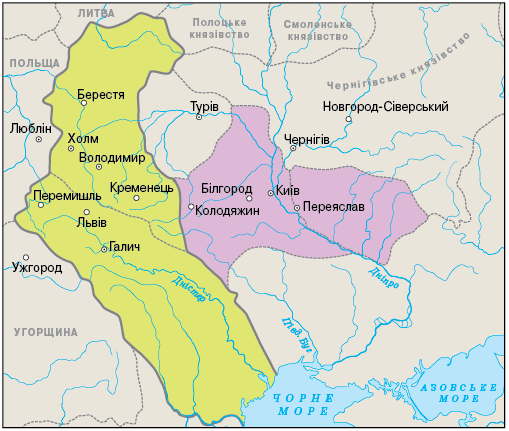 ЛИТВА
Полоцьке
князівство
Смоленське
князівство
ПОЛЬЩА
Чернігівське князівство
Берестя
Турів
Новгород-Сіверський
Люблін
Холм
Чернігів
Володимир
Кременець
Білгород
Київ
Перемишль
Колодяжин
Переяслав
Львів
Галич
Ужгород
Дністер
Дніпро
Півд. Буг
УГОРЩИНА
ЧОРНЕ
МОРЕ
АЗОВСЬКЕ
МОРЕ